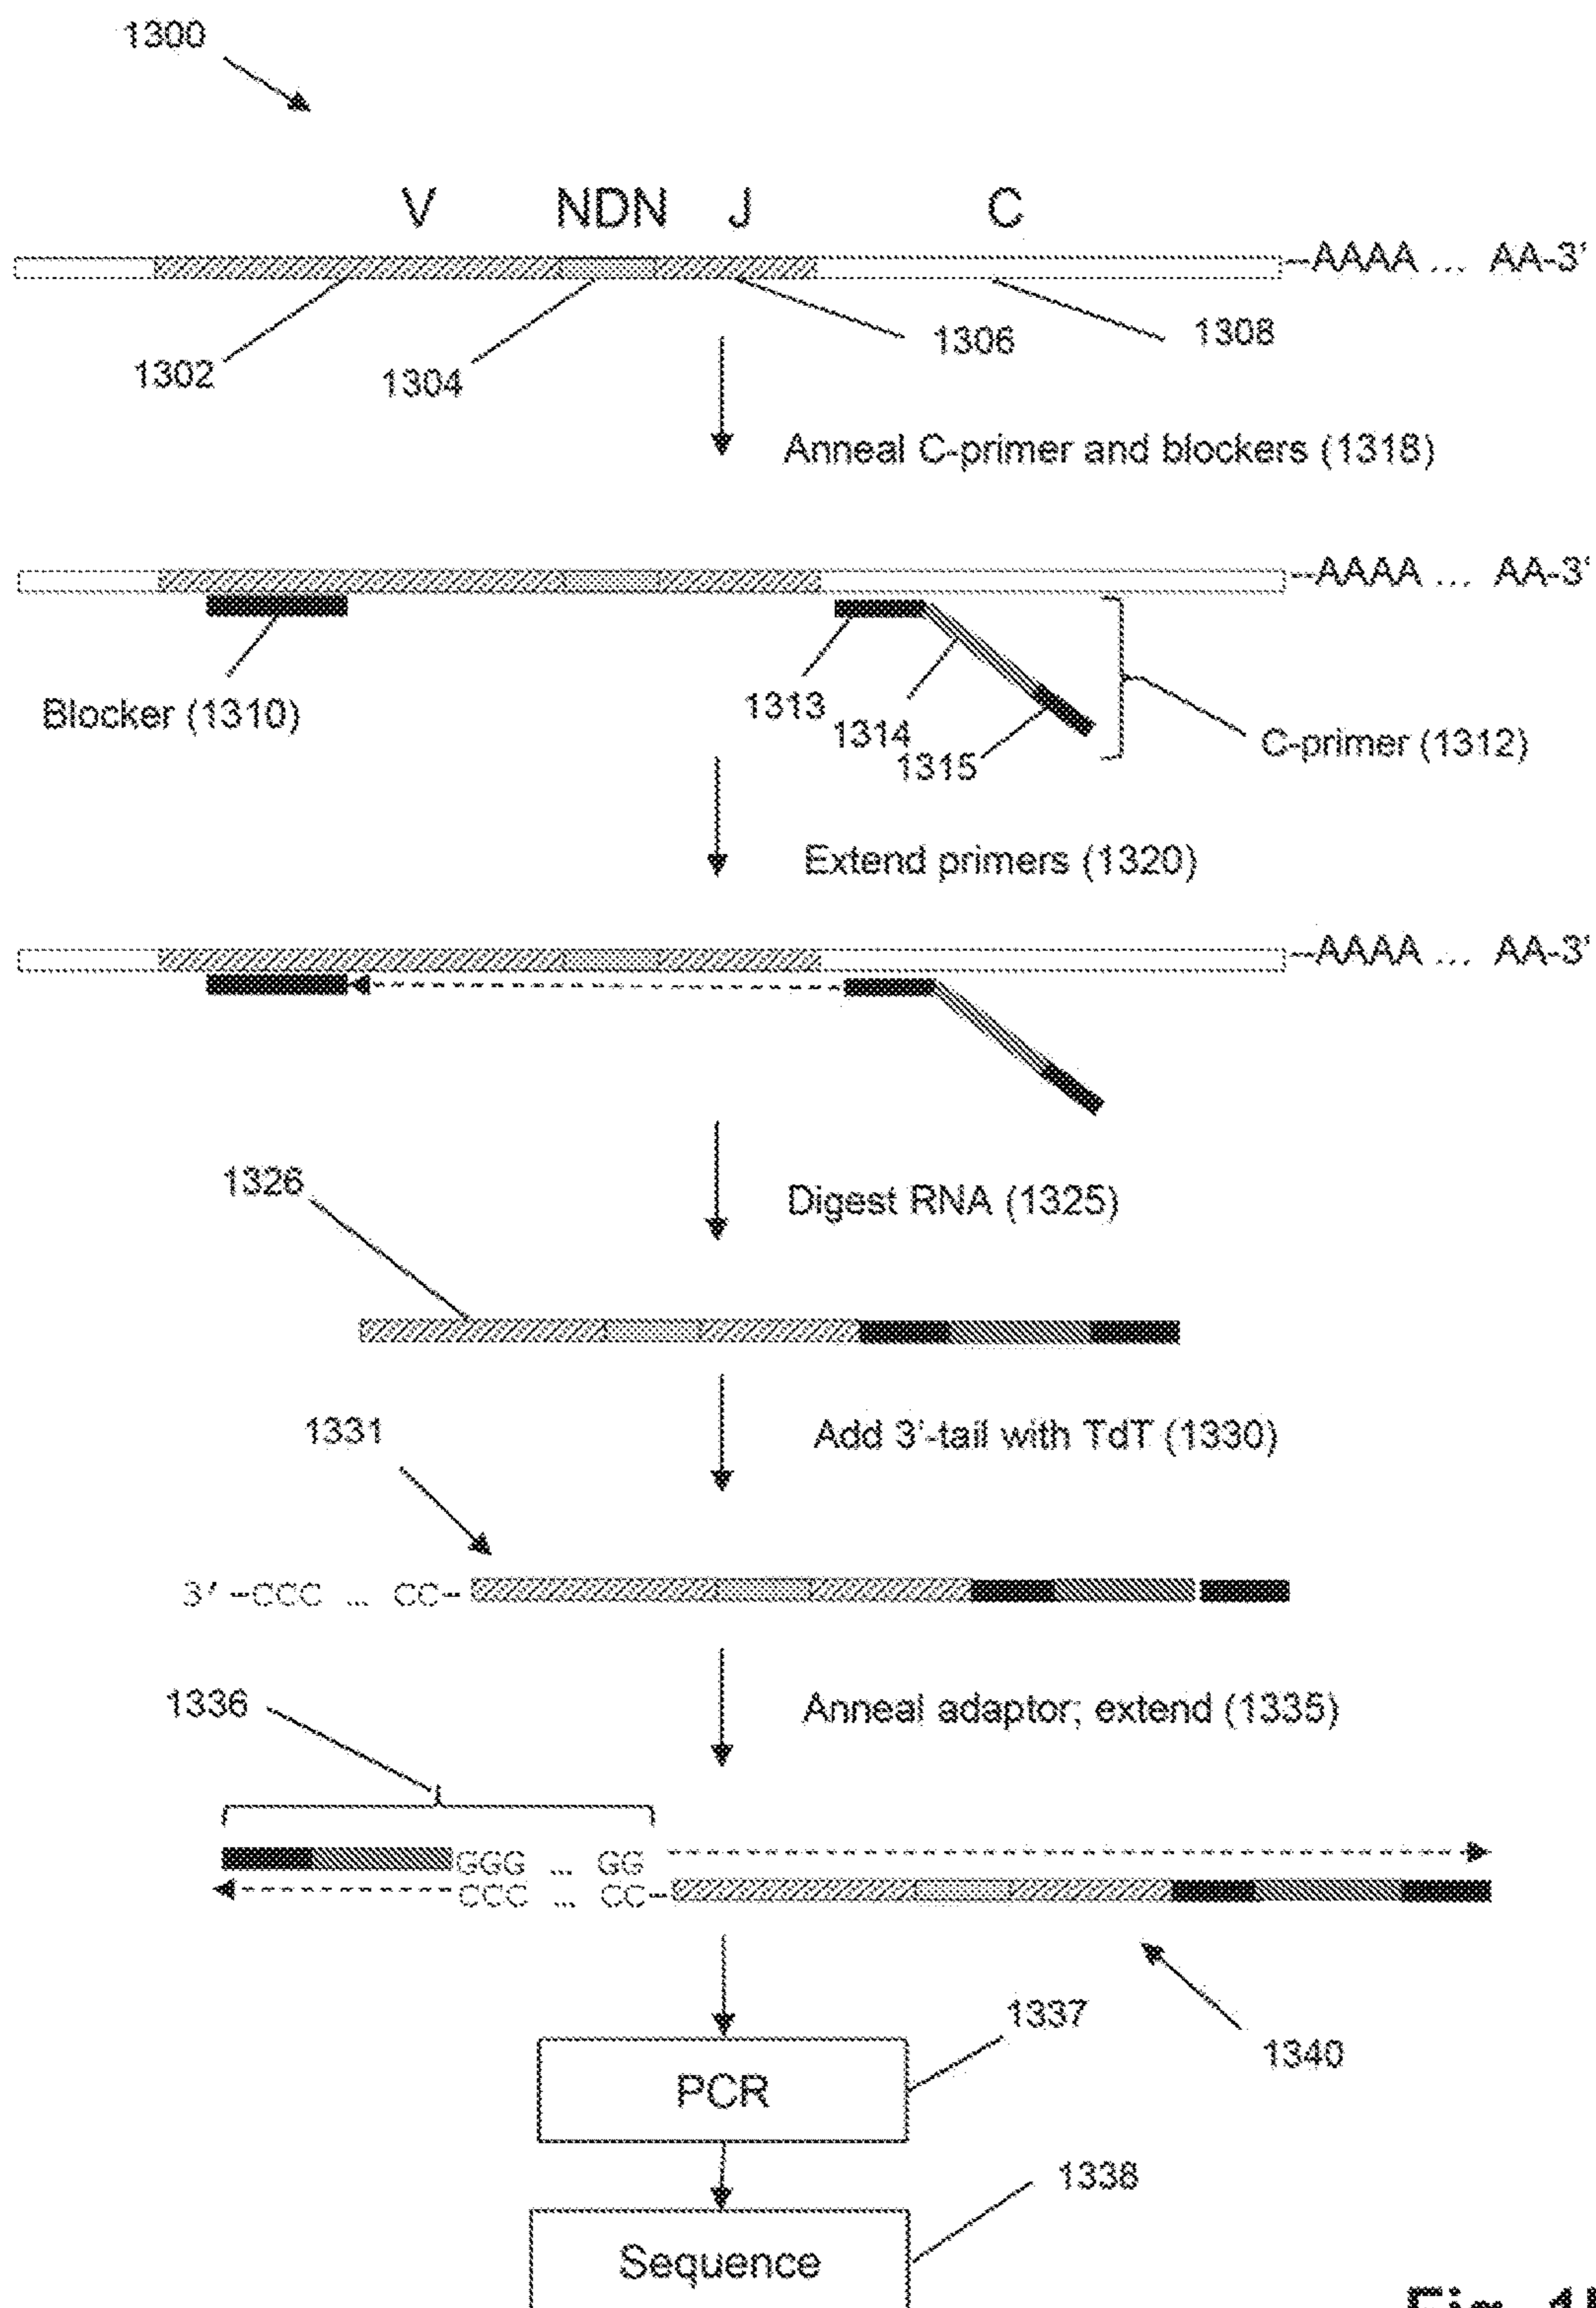 1300
V NDN J C
--AAAA ... AA-3'
1302 1304 1306 1308
Anneal C-primer and blockers (1318)
--AAAA ... AA-3'
Blocker (1310)
1313
1314
1315
C-primer (1312)
Extend primers (1320)
--AAAA ... AA-3'
1326
Digest RNA (1325)
1331
Add 3'-tail with TdT (1330)
3' --CCC ... CC--
1336
Anneal adaptor; extend (1335)
GGG ... GG
CCC ... CC--
1337
1340
PCR
1338
Sequence